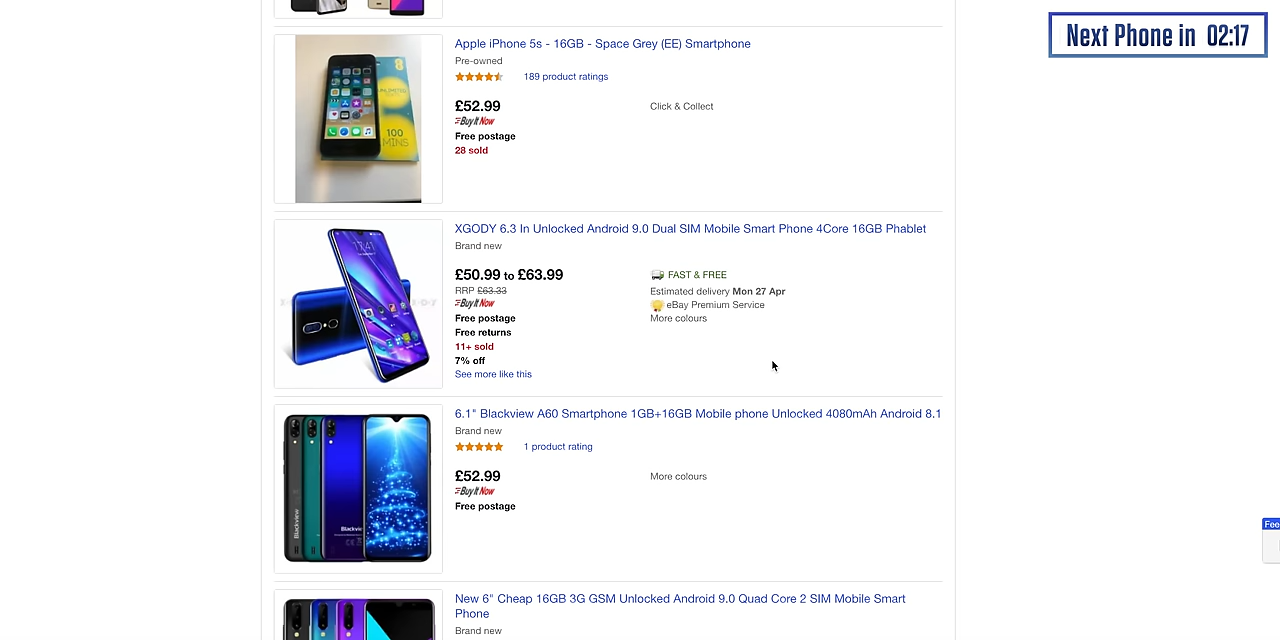 Next Phone in 02:17
Apple iPhone 5s - 16GB - Space Grey (EE) Smartphone
Pre-owned
189 product ratings
£52.99
Click & Collect
Buy It Now
Free postage
28 sold
100
MINS
XGODY 6.3 In Unlocked Android 9.0 Dual SIM Mobile Smart Phone 4Core 16GB Phablet
Brand new
£50.99 to £63.99
FAST & FREE
RRP £63.33
Estimated delivery Mon 27 Apr
Buy It Now
eBay Premium Service
Free postage
More colours
Free returns
11+ sold
7% off
See more like this
17:41
6.1" Blackview A60 Smartphone 1GB+16GB Mobile phone Unlocked 4080mAh Android 8.1
Brand new
1 product rating
£52.99
More colours
Buy It Now
Free postage
Blackview
Fee
New 6" Cheap 16GB 3G GSM Unlocked Android 9.0 Quad Core 2 SIM Mobile Smart
Phone
Brand new